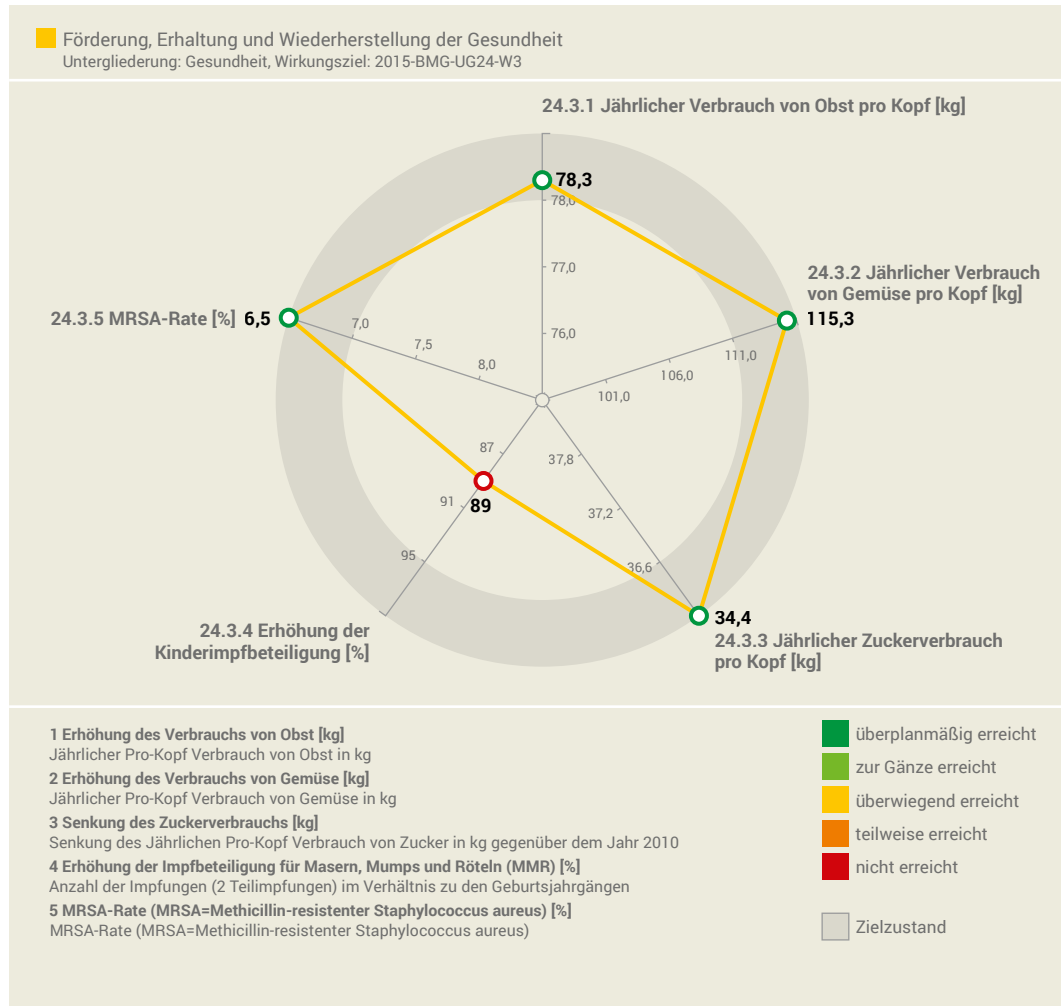 Förderung, Erhaltung und Wiederherstellung der Gesundheit
Untergliederung: Gesundheit, Wirkungsziel: 2015-BMG-UG24-W3
24.3.1 Jährlicher Verbrauch von Obst pro Kopf [kg]
78,3
78,0
77,0
76,0
24.3.2 Jährlicher Verbrauch
von Gemüse pro Kopf [kg]
115,3
111,0
106,0
101,0
24.3.5 MRSA-Rate [%] 6,5
7,0
7,5
8,0
87
89
91
95
24.3.4 Erhöhung der
Kinderimpfbeteiligung [%]
37,8
37,2
36,6
34,4
24.3.3 Jährlicher Zuckerverbrauch
pro Kopf [kg]
1 Erhöhung des Verbrauchs von Obst [kg]
Jährlicher Pro-Kopf Verbrauch von Obst in kg
2 Erhöhung des Verbrauchs von Gemüse [kg]
Jährlicher Pro-Kopf Verbrauch von Gemüse in kg
3 Senkung des Zuckerverbrauchs [kg]
Senkung des Jährlichen Pro-Kopf Verbrauch von Zucker in kg gegenüber dem Jahr 2010
4 Erhöhung der Impfbeteiligung für Masern, Mumps und Röteln (MMR) [%]
Anzahl der Impfungen (2 Teilimpfungen) im Verhältnis zu den Geburtsjahrgängen
5 MRSA-Rate (MRSA=Methicillin-resistenter Staphylococcus aureus) [%]
MRSA-Rate (MRSA=Methicillin-resistenter Staphylococcus aureus)
überplanmäßig erreicht
zur Gänze erreicht
überwiegend erreicht
teilweise erreicht
nicht erreicht
Zielzustand